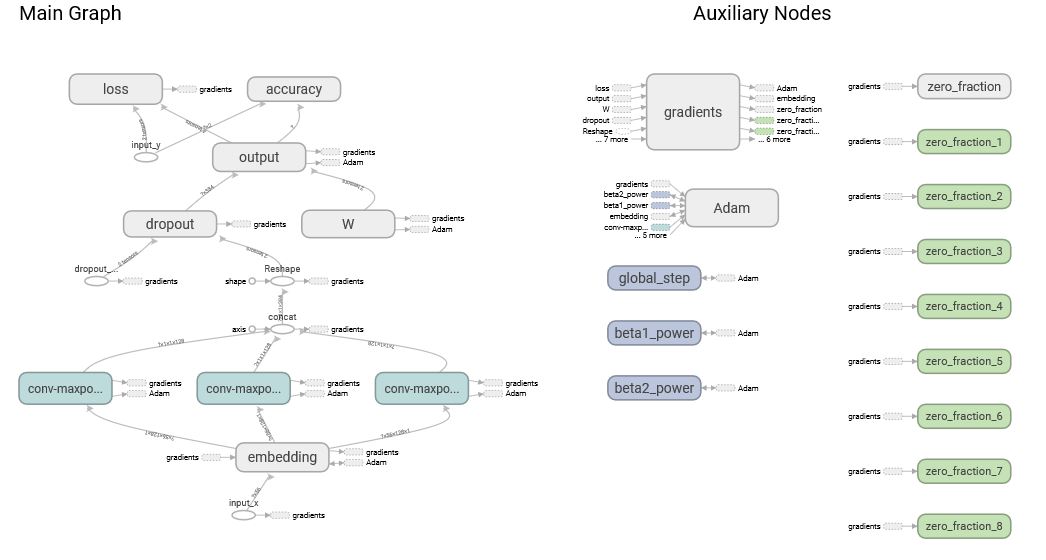 Main Graph
Auxiliary Nodes
loss
gradients
accuracy
input_y
output
gradients
Adam
dropout
gradients
W
gradients
Adam
dropout_...
gradients
Reshape
shape
gradients
concat
axis
gradients
conv-maxpo...
gradients
Adam
conv-maxpo...
gradients
Adam
conv-maxpo...
gradients
Adam
embedding
gradients
gradients
Adam
input_x
gradients
loss
output
W
dropout
Reshape
... 7 more
gradients
Adam
embedding
zero_fraction
zero_fracti...
zero_fracti...
... 6 more
gradients
beta2_power
beta1_power
embedding
conv-maxp...
... 5 more
Adam
global_step
Adam
beta1_power
Adam
beta2_power
Adam
gradients
zero_fraction
gradients
zero_fraction_1
gradients
zero_fraction_2
gradients
zero_fraction_3
gradients
zero_fraction_4
gradients
zero_fraction_5
gradients
zero_fraction_6
gradients
zero_fraction_7
gradients
zero_fraction_8